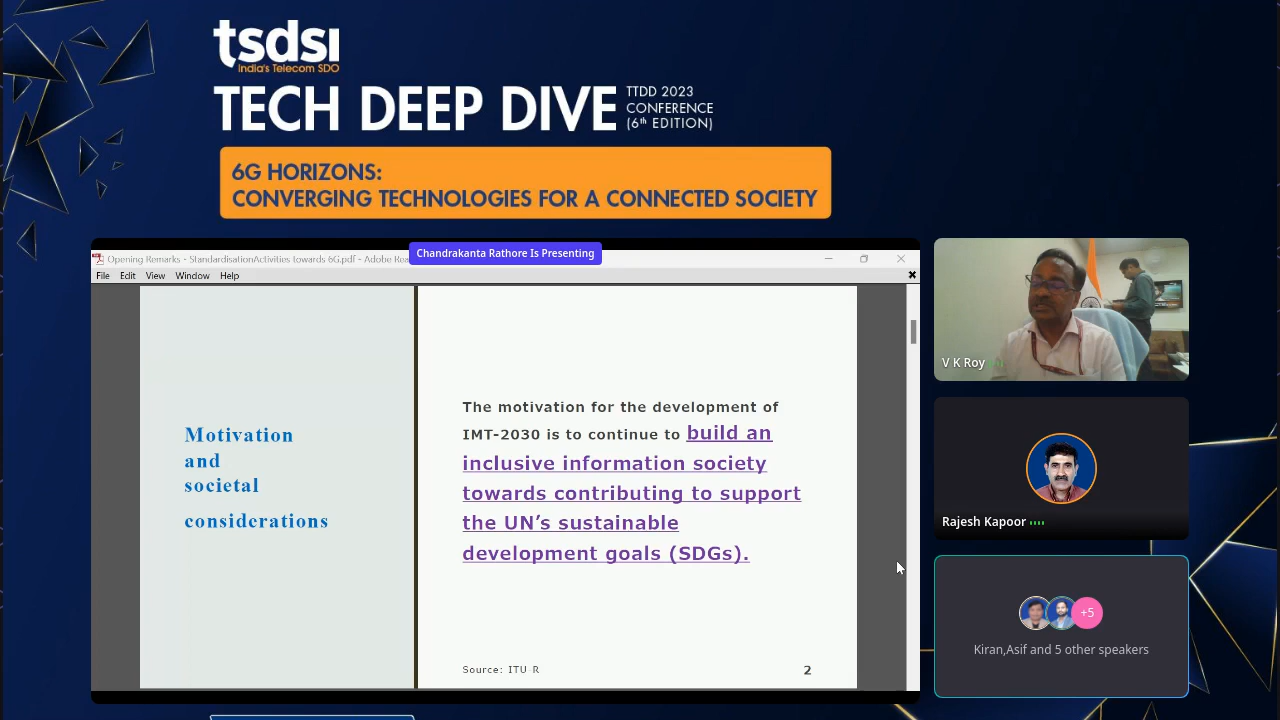 tsdsi
India's Telecom SDO
TECH DEEP DIVE
TTDD 2023
CONFERENCE
(6th EDITION)
6G HORIZONS:
CONVERGING TECHNOLOGIES FOR A CONNECTED SOCIETY
Chandrakanta Rathore Is Presenting
Opening Remarks - StandardisationActivities towards 6G.pdf - Adobe Rea
File Edit View Window Help
Motivation
and
societal
considerations
The motivation for the development of
IMT-2030 is to continue to build an
inclusive information society
towards contributing to support
the UN's sustainable
development goals (SDGs).
Source: ITU-R
2
V K Roy
Rajesh Kapoor
+5
Kiran,Asif and 5 other speakers